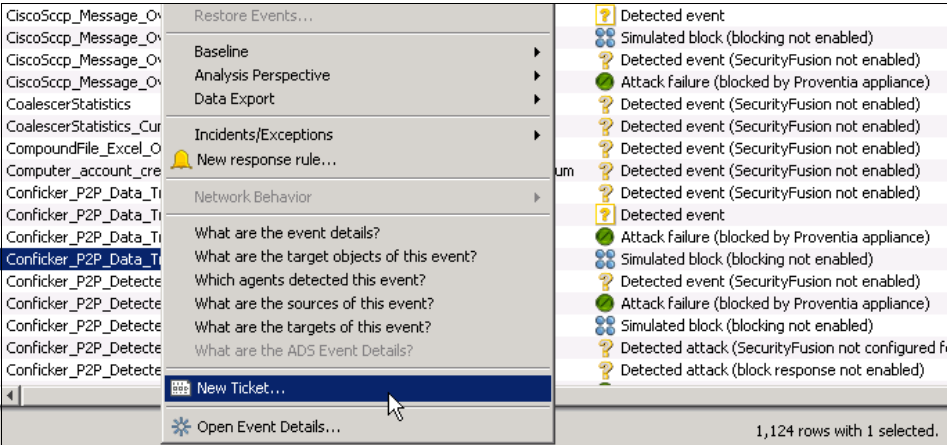 CiscoSccp_Message_Ov
CiscoSccp_Message_Ov
CiscoSccp_Message_Ov
CiscoSccp_Message_Ov
CoalescerStatistics
CoalescerStatistics_Cur
CompoundFile_Excel_O
Computer_account_cre
Conficker_P2P_Data_Tr
Conficker_P2P_Data_Tr
Conficker_P2P_Data_Tr
Conficker_P2P_Data_Tr
Conficker_P2P_Detecte
Conficker_P2P_Detecte
Conficker_P2P_Detecte
Conficker_P2P_Detecte
Conficker_P2P_Detecte
Restore Events...
Baseline
Analysis Perspective
Data Export
Incidents/Exceptions
New response rule...
Network Behavior
What are the event details?
What are the target objects of this event?
Which agents detected this event?
What are the sources of this event?
What are the targets of this event?
What are the ADS Event Details?
New Ticket...
Open Event Details...
um
Detected event
Simulated block (blocking not enabled)
Detected event (SecurityFusion not enabled)
Attack failure (blocked by Proventia appliance)
Detected event (SecurityFusion not enabled)
Detected event (SecurityFusion not enabled)
Detected event (SecurityFusion not enabled)
Detected event (SecurityFusion not enabled)
Detected event (SecurityFusion not enabled)
Detected event
Attack failure (blocked by Proventia appliance)
Simulated block (blocking not enabled)
Detected event (SecurityFusion not enabled)
Attack failure (blocked by Proventia appliance)
Simulated block (blocking not enabled)
Detected attack (SecurityFusion not configured f
Detected attack (block response not enabled)
1,124 rows with 1 selected.